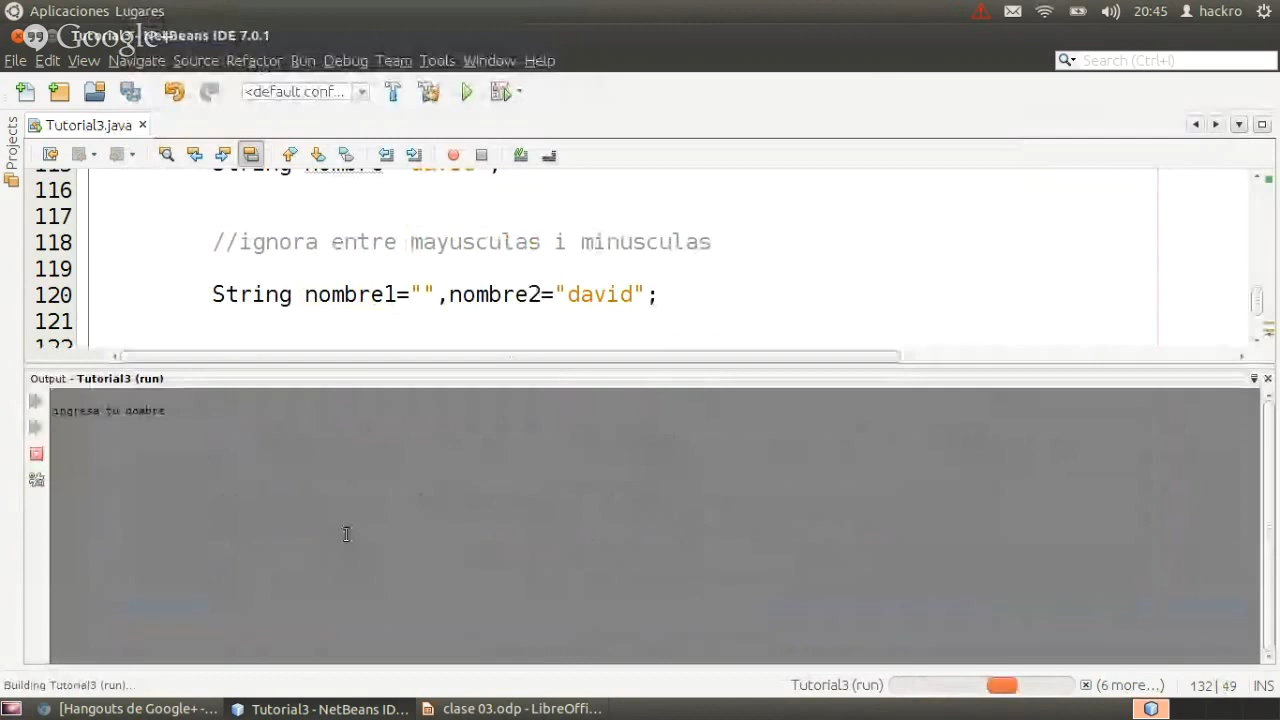 Aplicaciones Lugares 20:45 hackro
Google+ Tutorial3 - NetBeans IDE 7.0.1
File Edit View Navigate Source Refactor Run Debug Team Tools Window Help Search (Ctrl+I)
<default conf...
Projects
Tutorial3.java
116
117
118 //ignora entre mayusculas i minusculas
119
120 String nombre1="",nombre2="david";
121
Output - Tutorial3 (run)
ingresa tu nombre
Building Tutorial3 (run)... Tutorial3 (run) (6 more...) 132|49 INS
[Hangouts de Google+ -... Tutorial3 - NetBeans ID... clase 03.odp - LibreOffi...